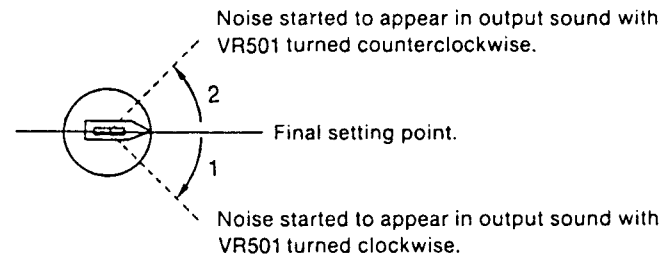 Noise started to appear in output sound with
VR501 turned counterclockwise.
2
Final setting point.
1
Noise started to appear in output sound with
VR501 turned clockwise.